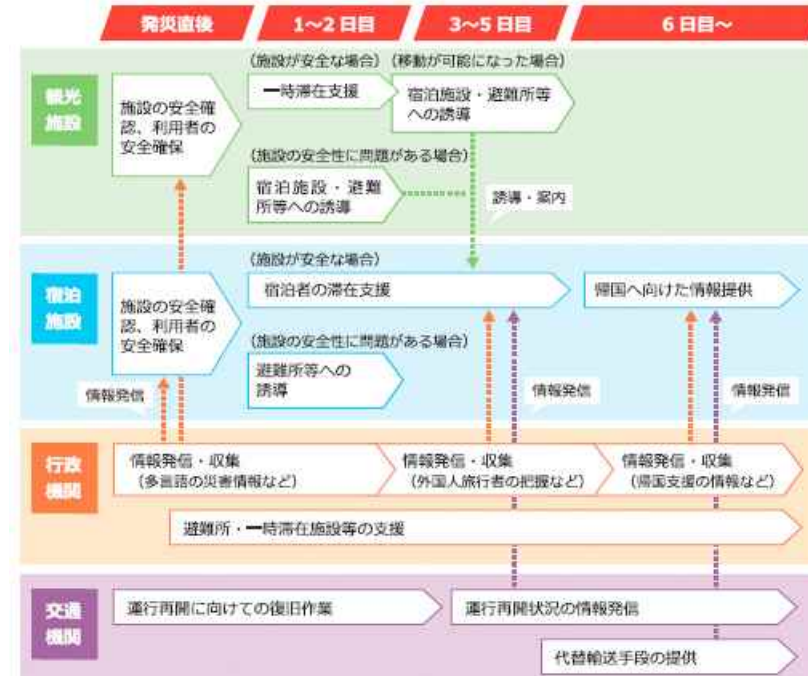 発災直後
1～2日目
3～5日目
6日目～
観光
施設
施設の安全確
認、利用者の
安全確保
(施設が安全な場合)
一時滞在支援
(移動が可能になった場合)
宿泊施設・避難所等
への誘導
(施設の安全性に問題がある場合)
宿泊施設・避難
所等への誘導
誘導・案内
宿泊
施設
施設の安全確
認、利用者の
安全確保
(施設が安全な場合)
宿泊者の滞在支援
帰国へ向けた情報提供
(施設の安全性に問題がある場合)
避難所等への
誘導
情報発信
情報発信
情報発信
行政
機関
情報発信・収集
(多言語の災害情報など)
情報発信・収集
(外国人旅行者の把握など)
情報発信・収集
(帰国支援の情報など)
避難所・一時滞在施設等の支援
交通
機関
運行再開に向けての復旧作業
運行再開状況の情報発信
代替輸送手段の提供